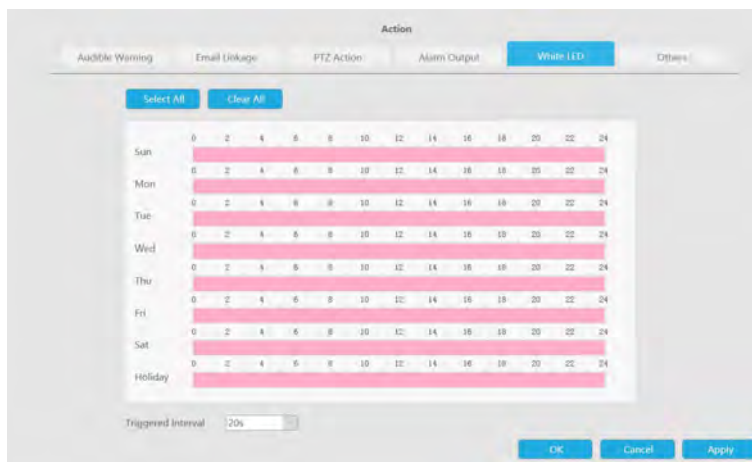 Action
Audible Warning Email Linkage PTZ Action Alarm Output White LED Others
Select All Clear All
0 2 4 6 8 10 12 14 16 18 20 22 24
Sun
0 2 4 6 8 10 12 14 16 18 20 22 24
Mon
0 2 4 6 8 10 12 14 16 18 20 22 24
Tue
0 2 4 6 8 10 12 14 16 18 20 22 24
Wed
0 2 4 6 8 10 12 14 16 18 20 22 24
Thu
0 2 4 6 8 10 12 14 16 18 20 22 24
Fri
0 2 4 6 8 10 12 14 16 18 20 22 24
Sat
0 2 4 6 8 10 12 14 16 18 20 22 24
Holiday
Triggered Interval 20s
OK Cancel Apply